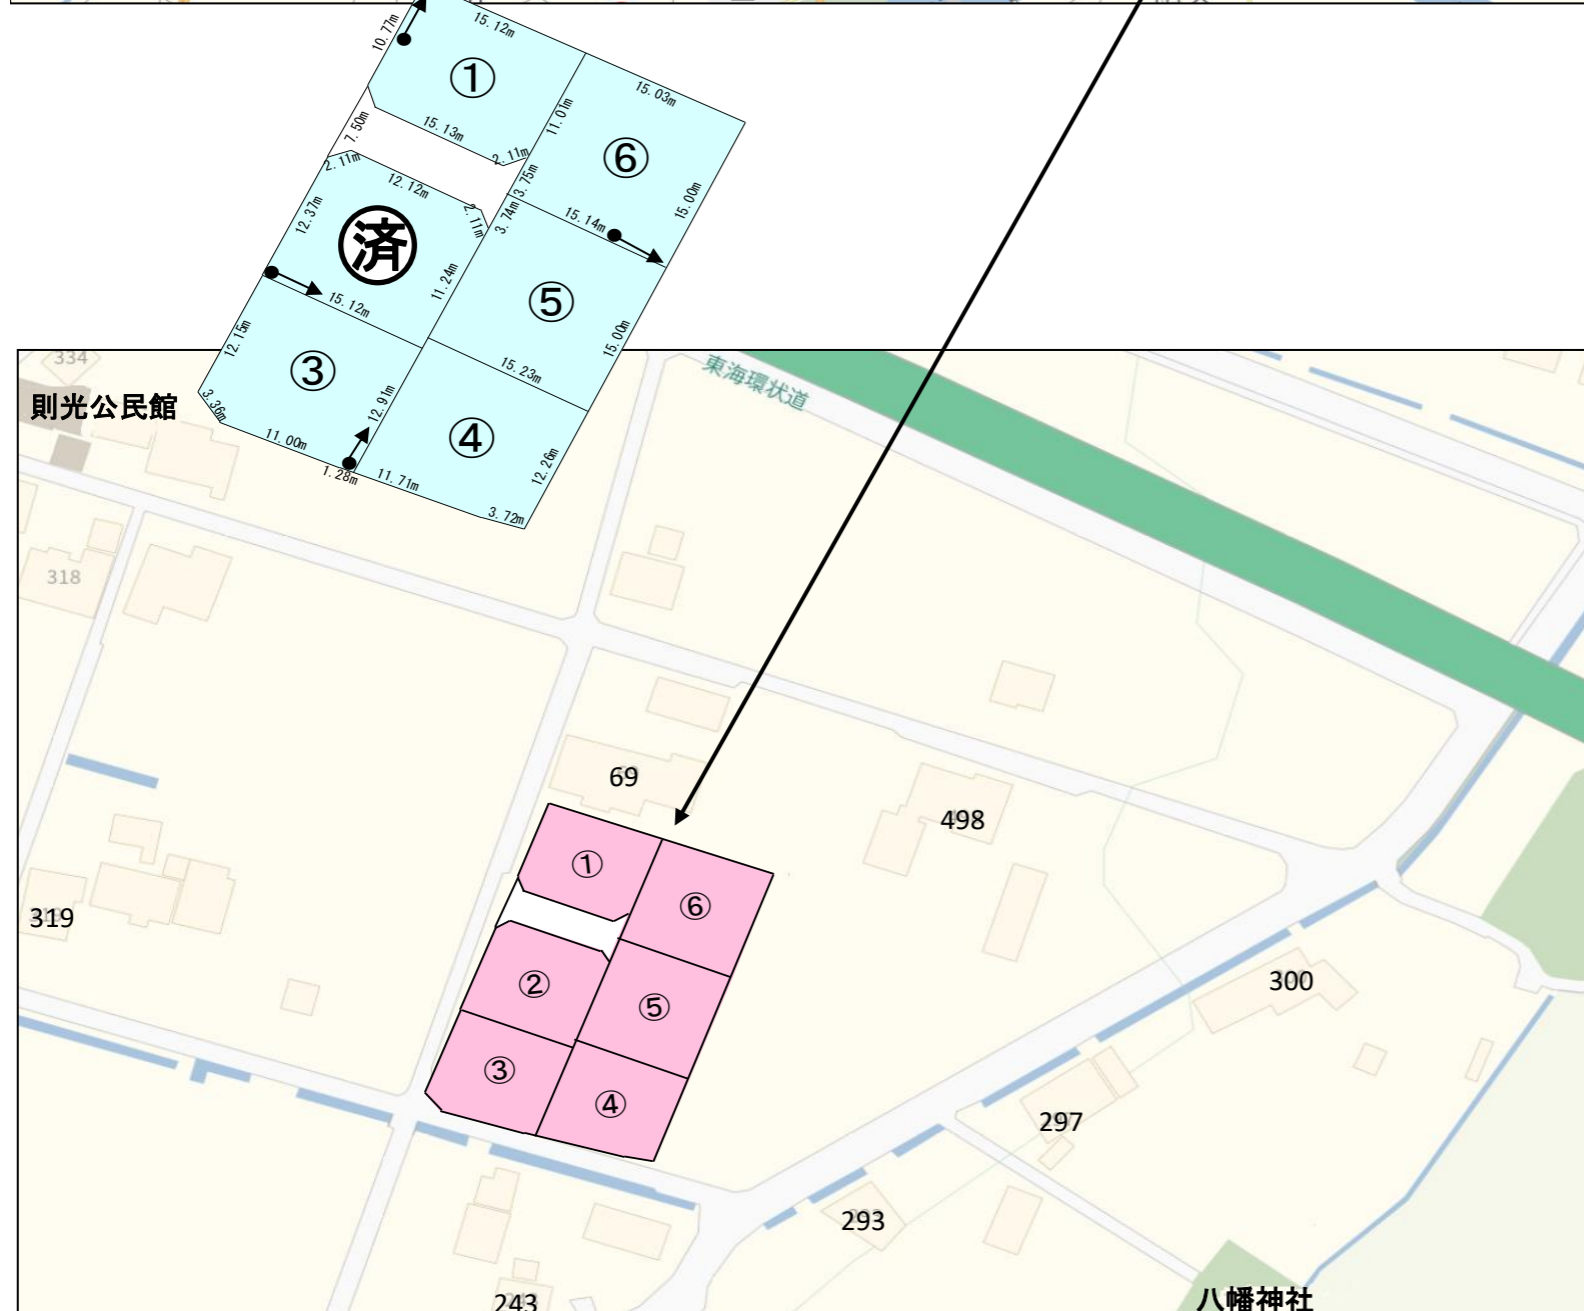 15.12m
10.77m
①
15.03m
11.01m
7.50m
15.13m
2.11m
⑥
2.11m
12.12m
3.75m
2.11m
3.74m
15.00m
12.37m
済
15.14m
11.24m
⑤
15.12m
12.15m
15.00m
③
15.23m
3.36m
12.91m
④
11.00m
1.28m
11.71m
12.26m
3.72m
334
則光公民館
東海環状道
318
69
498
①
⑥
319
②
⑤
300
③
④
297
293
243
八幡神社